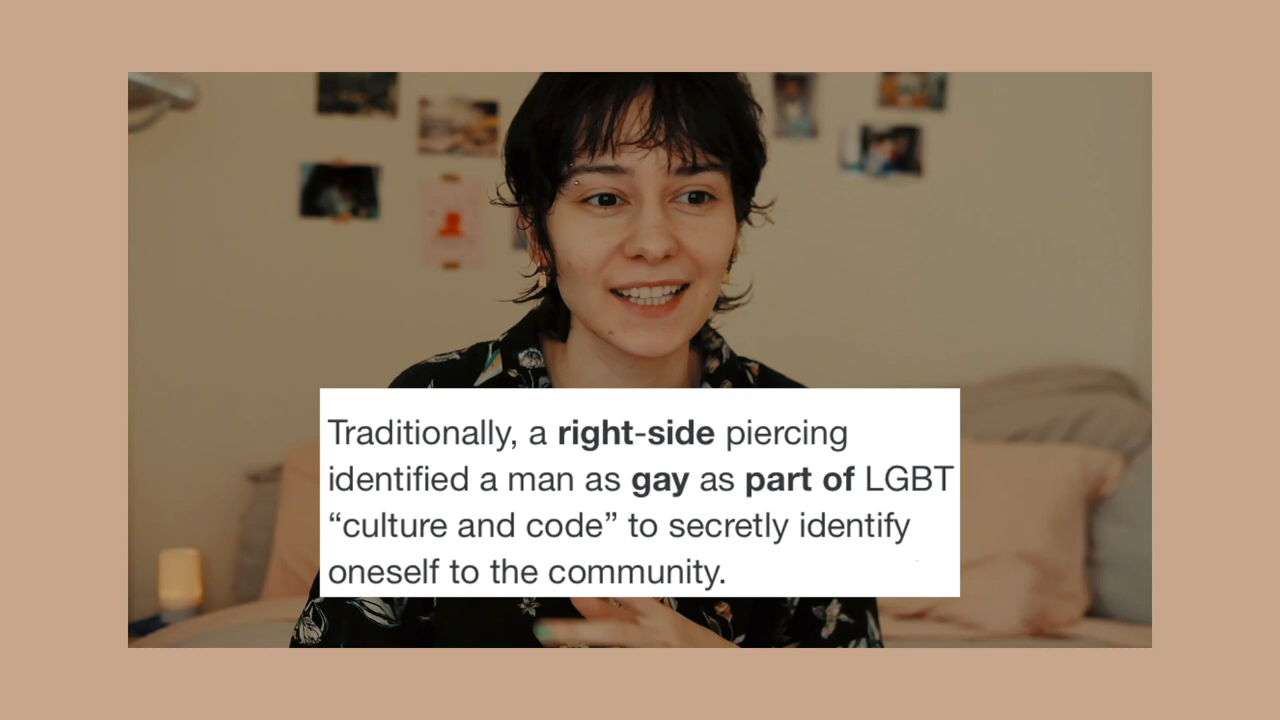 Traditionally, a right-side piercing
identified a man as gay as part of LGBT
“culture and code” to secretly identify
oneself to the community.